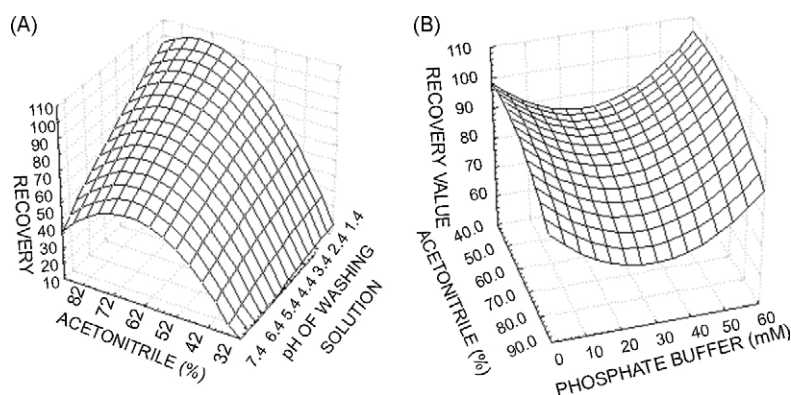 (A)
110
100
90
80
70
60
50
40
30
20
10
RECOVERY
82
72
62
52
42
32
ACETONITRILE (%)
7.4 6.4 5.4 4.4 3.4 2.4 1.4
pH OF WASHING
SOLUTION
(B)
110
100
90
80
70
60
RECOVERY VALUE
40.0
50.0
60.0
70.0
80.0
90.0
ACETONITRILE (%)
0 10 20 30 40 50 60
PHOSPHATE BUFFER (mM)